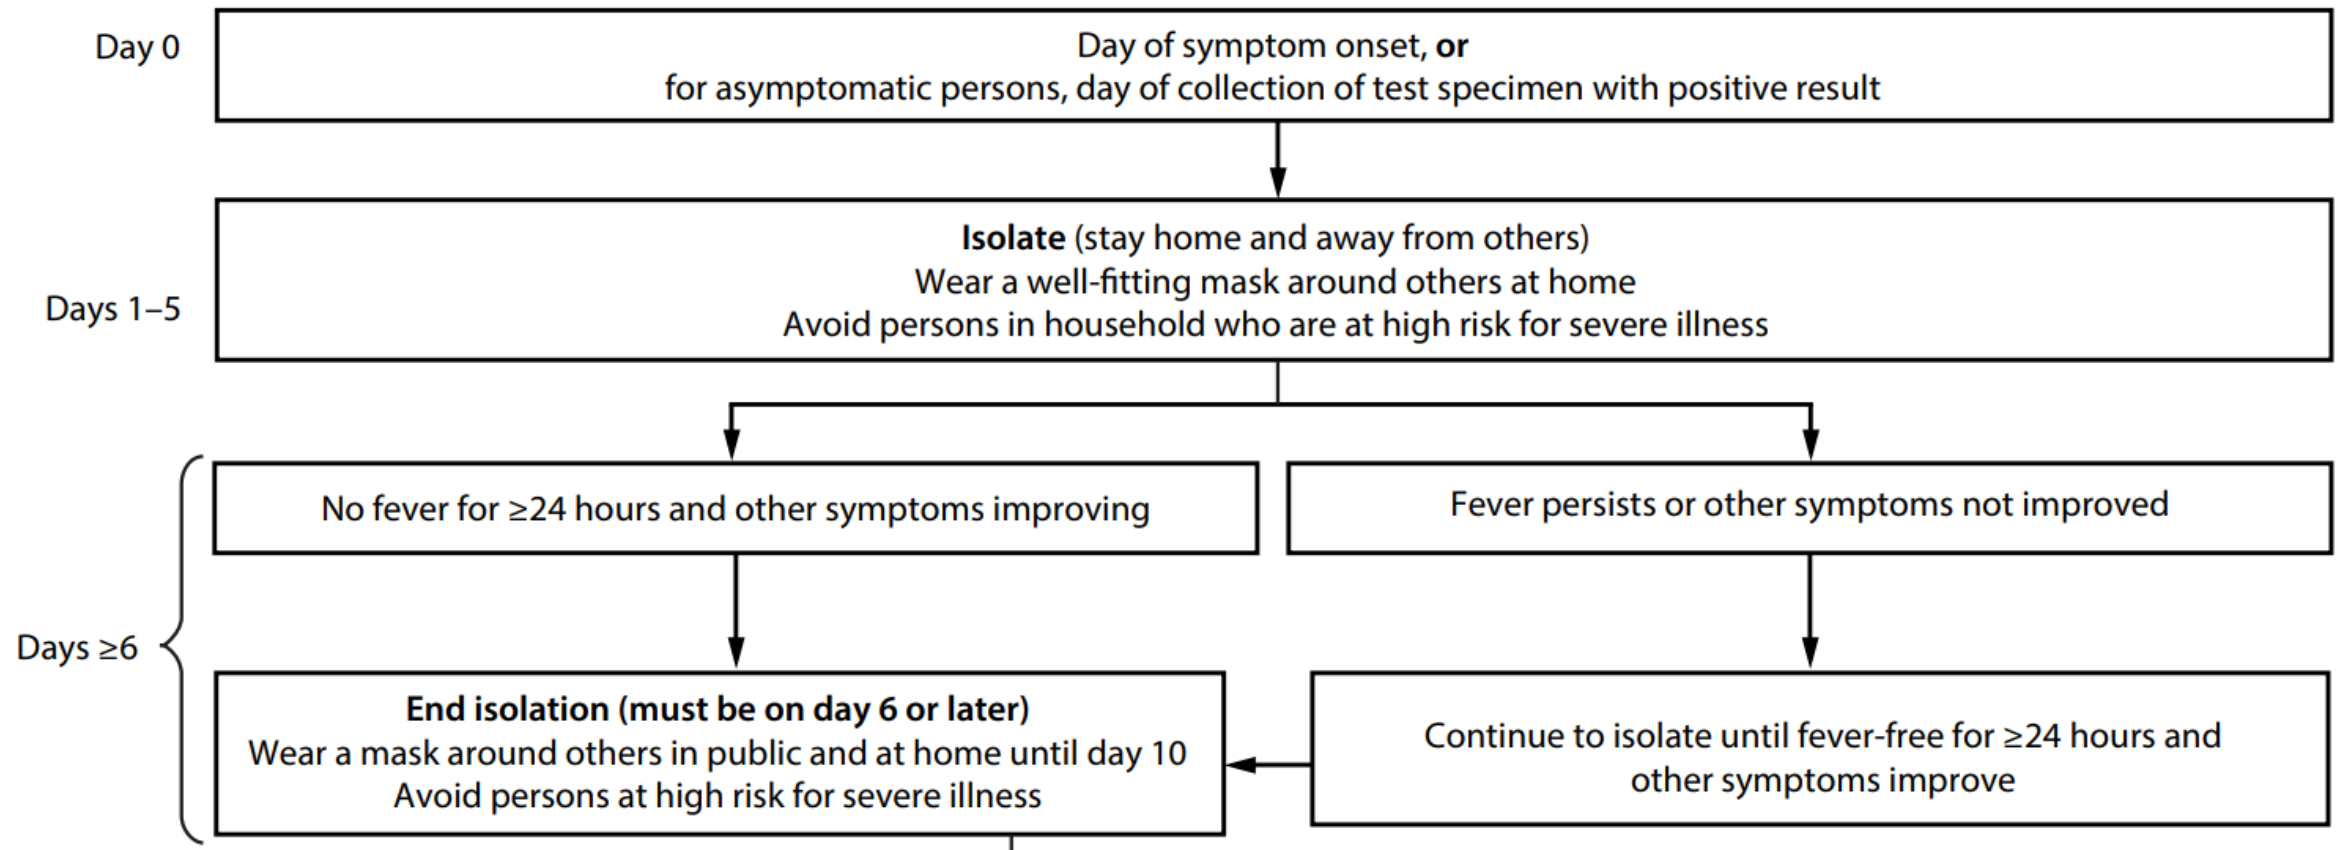 Day 0
Day of symptom onset, or
for asymptomatic persons, day of collection of test specimen with positive result
Days 1–5
Isolate (stay home and away from others)
Wear a well-fitting mask around others at home
Avoid persons in household who are at high risk for severe illness
Days ≥6
No fever for ≥24 hours and other symptoms improving
Fever persists or other symptoms not improved
End isolation (must be on day 6 or later)
Wear a mask around others in public and at home until day 10
Avoid persons at high risk for severe illness
Continue to isolate until fever-free for ≥24 hours and
other symptoms improve